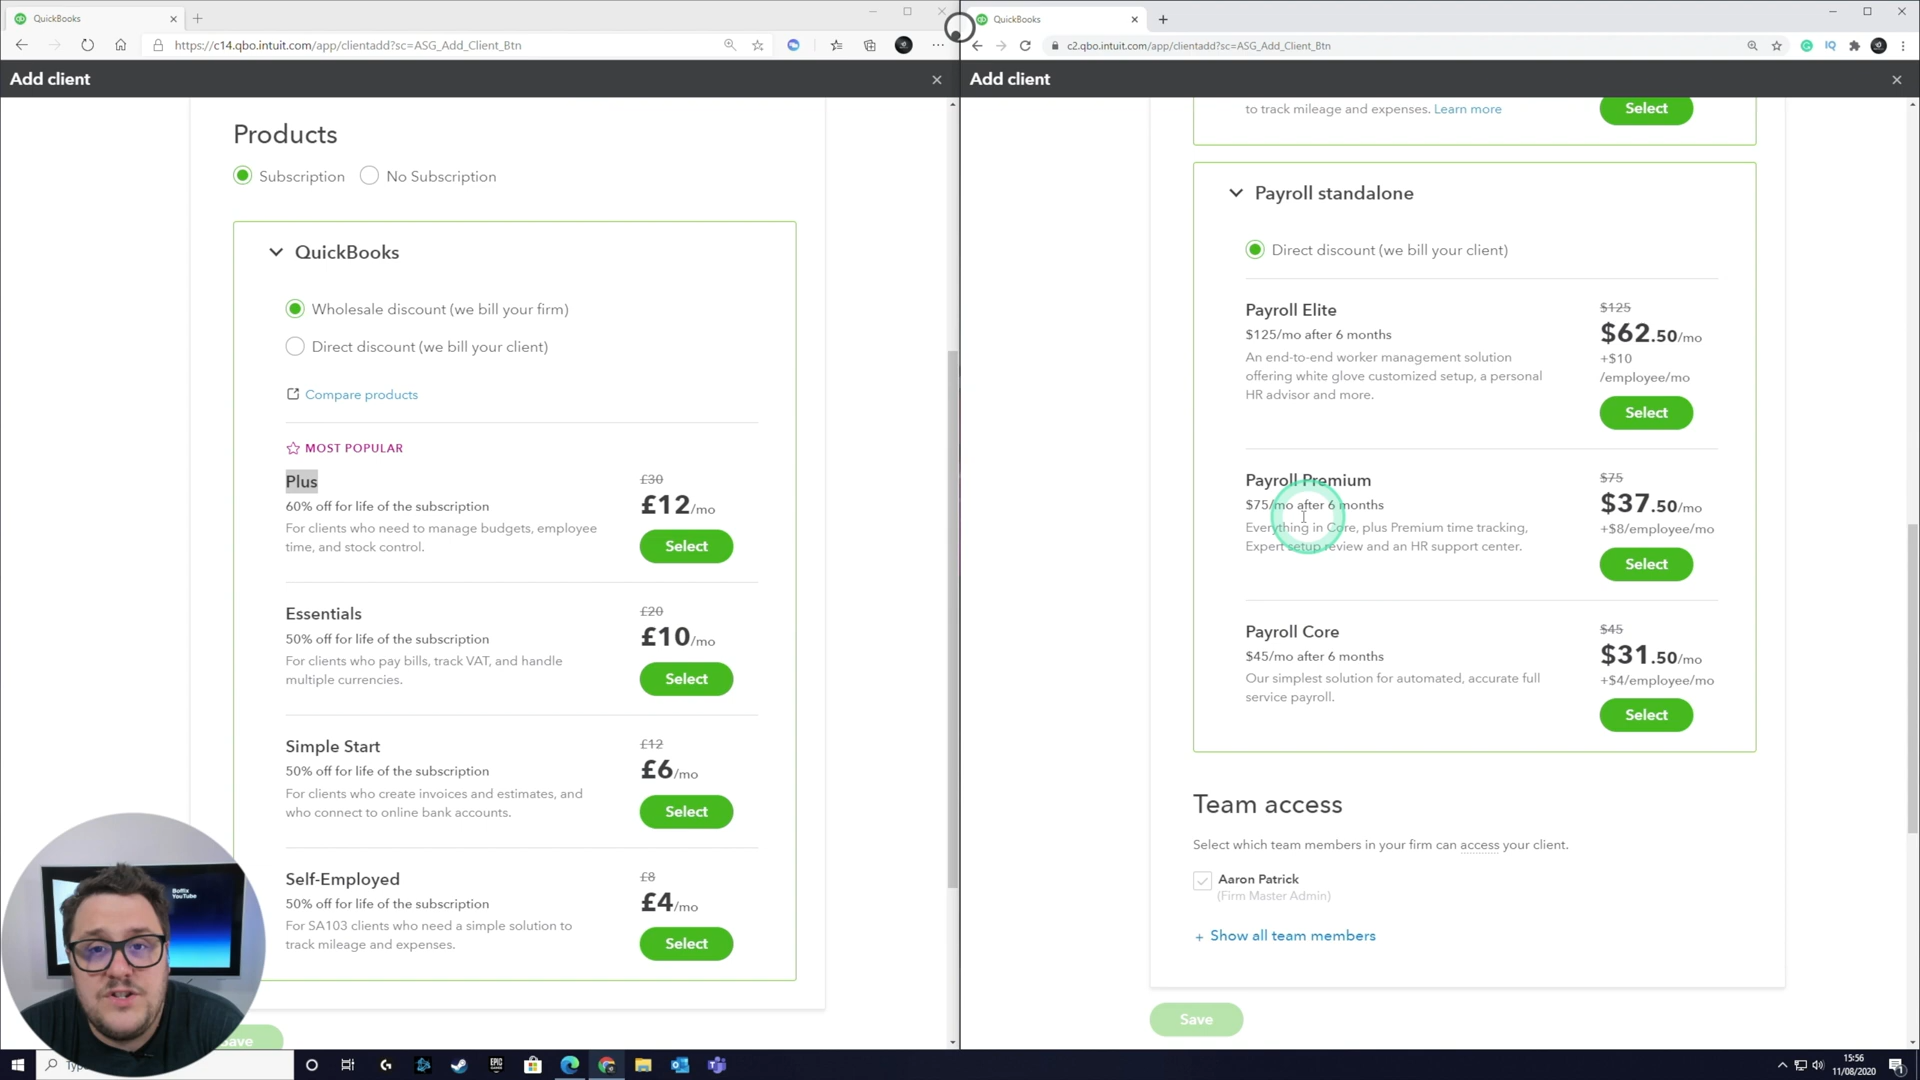 QuickBooks
https://c14.qbo.intuit.com/app/clientadd?sc=ASG_Add_Client_Btn
Add client
Products
Subscription
No Subscription
QuickBooks
Wholesale discount (we bill your firm)
Direct discount (we bill your client)
Compare products
MOST POPULAR
Plus
£30
60% off for life of the subscription
£12/mo
For clients who need to manage budgets, employee
time, and stock control.
Select
Essentials
£20
50% off for life of the subscription
£10/mo
For clients who pay bills, track VAT, and handle
multiple currencies.
Select
Simple Start
£12
50% off for life of the subscription
£6/mo
For clients who create invoices and estimates, and
who connect to online bank accounts.
Select
Self-Employed
£8
50% off for life of the subscription
£4/mo
For SA103 clients who need a simple solution to
track mileage and expenses.
Select
Boffix
YouTube
QuickBooks
c2.qbo.intuit.com/app/clientadd?sc=ASG_Add_Client_Btn
IQ
Add client
to track mileage and expenses. Learn more
Select
Payroll standalone
Direct discount (we bill your client)
Payroll Elite
$125
$125/mo after 6 months
$62.50/mo
An end-to-end worker management solution
offering white glove customized setup, a personal
HR advisor and more.
+$10
/employee/mo
Select
Payroll Premium
$75
$75/mo after 6 months
$37.50/mo
Everything in Core, plus Premium time tracking,
Expert setup review and an HR support center.
+$8/employee/mo
Select
Payroll Core
$45
$45/mo after 6 months
$31.50/mo
Our simplest solution for automated, accurate full
service payroll.
+$4/employee/mo
Select
Team access
Select which team members in your firm can access your client.
Aaron Patrick
(Firm Master Admin)
+ Show all team members
Save
EPIC
15:56
11/08/2020